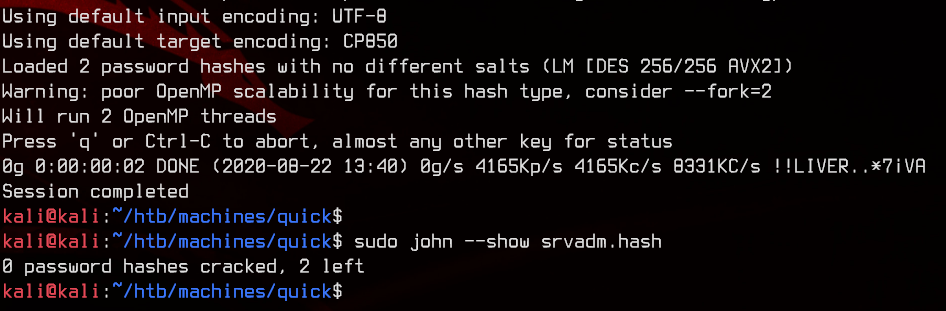 Using default input encoding: UTF-8
Using default target encoding: CP850
Loaded 2 password hashes with no different salts (LM [DES 256/256 AVX2])
Warning: poor OpenMP scalability for this hash type, consider --fork=2
Will run 2 OpenMP threads
Press 'q' or Ctrl-C to abort, almost any other key for status
0g 0:00:00:02 DONE (2020-08-22 13:40) 0g/s 4165Kp/s 4165Kc/s 8331KC/s !!LIVER..*7¡VA
Session completed
kali@kali:~/htb/machines/quick$
kali@kali:~/htb/machines/quick$ sudo john --show srvadm.hash
0 password hashes cracked, 2 left
kali@kali:~/htb/machines/quick$